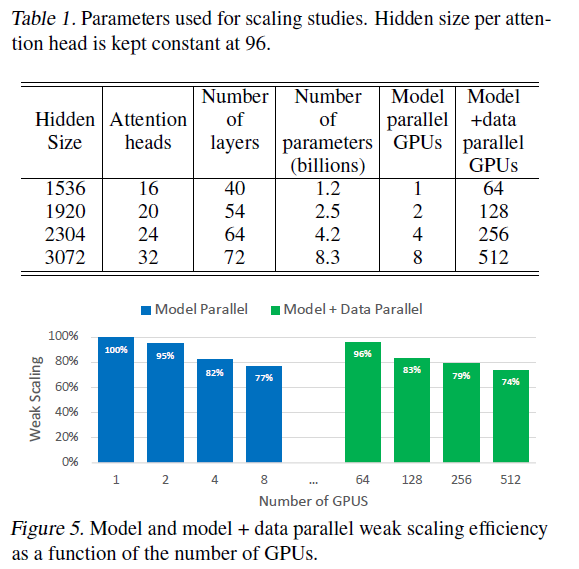 Table 1. Parameters used for scaling studies. Hidden size per atten-
tion head is kept constant at 96.
Hidden Size Attention heads Number of layers Number of parameters (billions) Model parallel GPUs Model +data parallel GPUs
1536 16 40 1.2 1 64
1920 20 54 2.5 2 128
2304 24 64 4.2 4 256
3072 32 72 8.3 8 512
Model Parallel Model + Data Parallel
Weak Scaling
100%
80%
60%
40%
20%
0%
100% 95% 82% 77% 96% 83% 79% 74%
1 2 4 8 ... 64 128 256 512
Number of GPUS
Figure 5. Model and model + data parallel weak scaling efficiency
as a function of the number of GPUs.